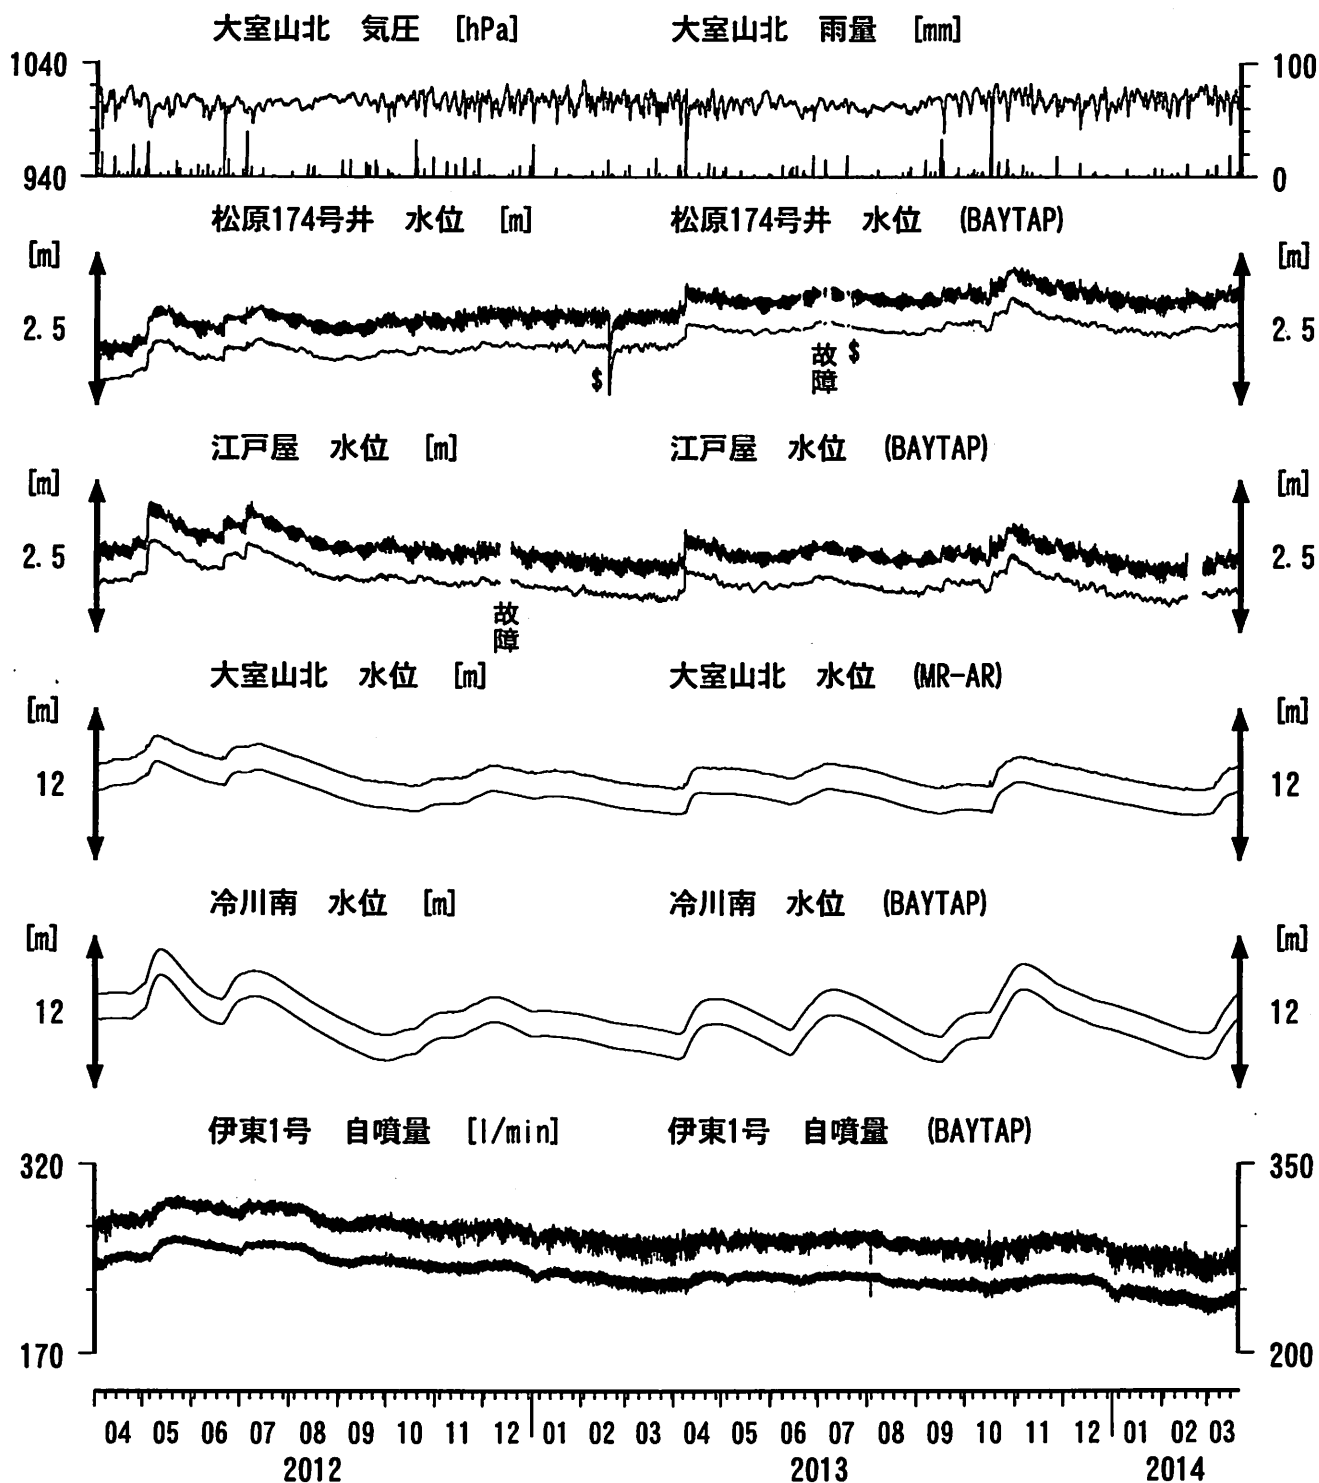 大室山北 気圧 [hPa] 大室山北 雨量 [mm]
1040 100
940 0
松原174号井 水位 [m] 松原174号井 水位 (BAYTAP)
[m] [m]
2.5 2.5
$ 故障 $
江戸屋 水位 [m] 江戸屋 水位 (BAYTAP)
[m] [m]
2.5 2.5
故障
大室山北 水位 [m] 大室山北 水位 (MR-AR)
[m] [m]
12 12
冷川南 水位 [m] 冷川南 水位 (BAYTAP)
[m] [m]
12 12
伊東1号 自噴量 [l/min] 伊東1号 自噴量 (BAYTAP)
320 350
170 200
04 05 06 07 08 09 10 11 12 01 02 03 04 05 06 07 08 09 10 11 12 01 02 03
2012 2013 2014